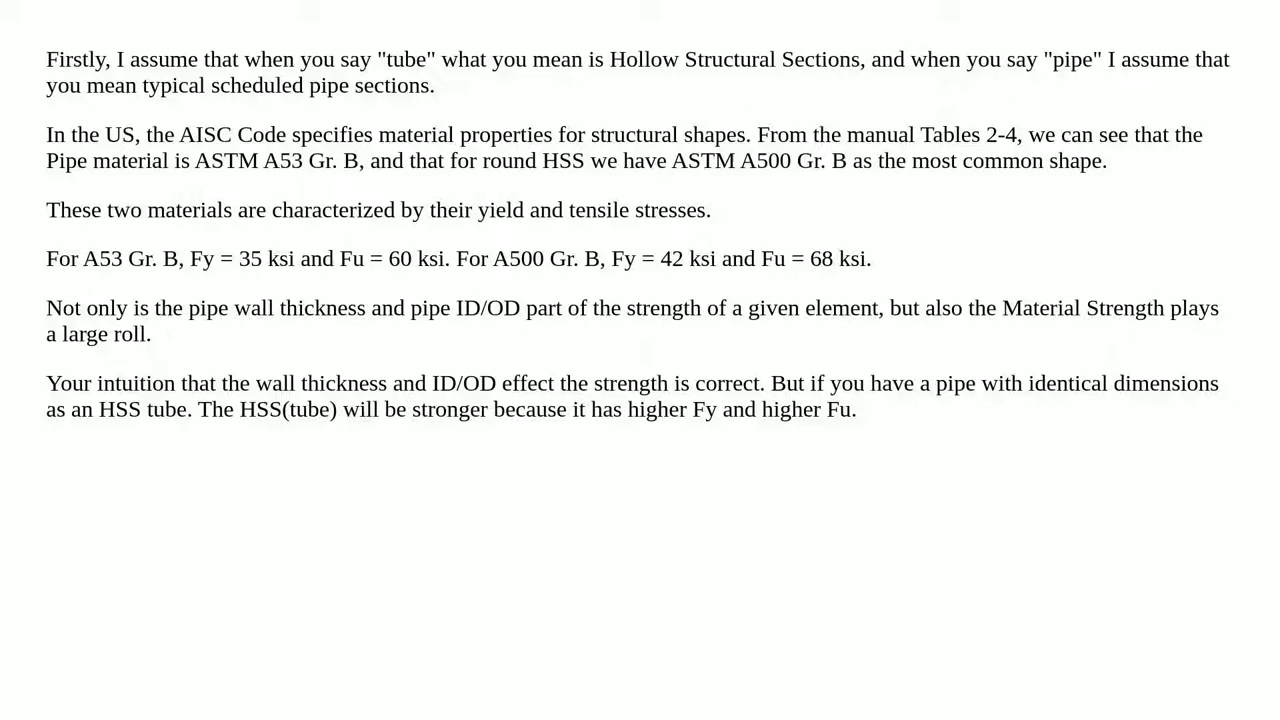 Firstly, I assume that when you say "tube" what you mean is Hollow Structural Sections, and when you say "pipe" I assume that
you mean typical scheduled pipe sections.
In the US, the AISC Code specifies material properties for structural shapes. From the manual Tables 2-4, we can see that the
Pipe material is ASTM A53 Gr. B, and that for round HSS we have ASTM A500 Gr. B as the most common shape.
These two materials are characterized by their yield and tensile stresses.
For A53 Gr. B, Fy = 35 ksi and Fu = 60 ksi. For A500 Gr. B, Fy = 42 ksi and Fu = 68 ksi.
Not only is the pipe wall thickness and pipe ID/OD part of the strength of a given element, but also the Material Strength plays
a large roll.
Your intuition that the wall thickness and ID/OD effect the strength is correct. But if you have a pipe with identical dimensions
as an HSS tube. The HSS(tube) will be stronger because it has higher Fy and higher Fu.